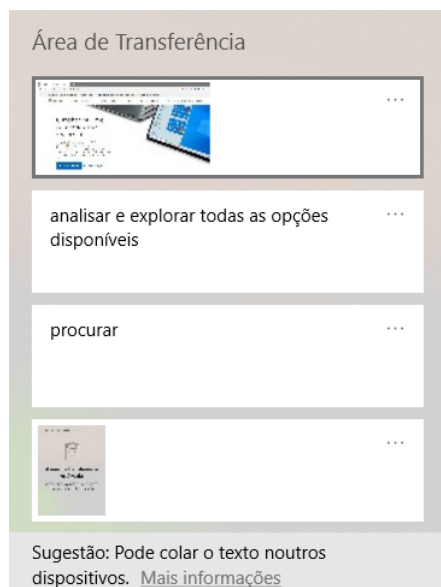 Área de Transferência
analisar e explorar todas as opções
disponíveis
procurar
Sugestão: Pode colar o texto noutros
dispositivos. Mais informações